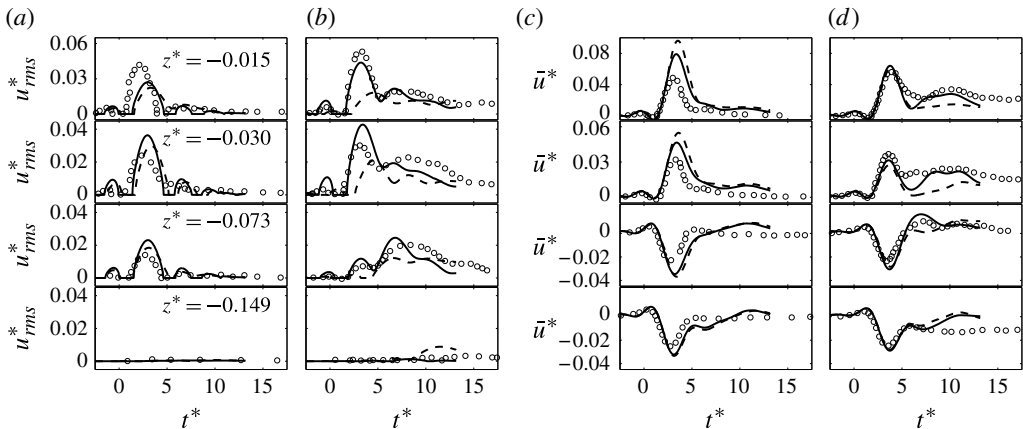 (a) (b) (c) (d)
0.06
0.03
0
u*rms
z* = −0.015
0.08
0.04
0
ū*
0.04
0.02
0
u*rms
z* = −0.030
0.06
0.03
0
ū*
0.04
0.02
0
u*rms
z* = −0.073
0
−0.02
−0.04
ū*
0.04
0.02
0
u*rms
z* = −0.149
0
−0.02
−0.04
ū*
0 5 10 15 0 5 10 15 0 5 10 15 0 5 10 15
t* t* t* t*